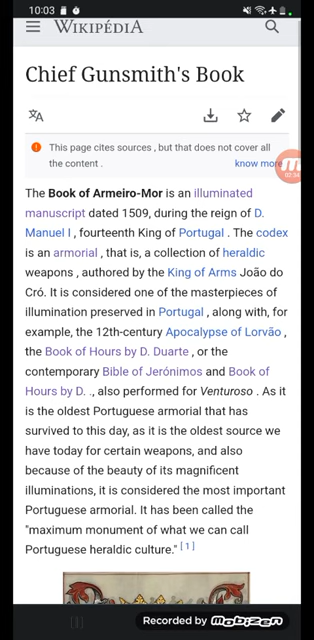 10:03
WIKIPÉDIA
Chief Gunsmith's Book
This page cites sources , but that does not cover all
the content .
know more
02:34
The Book of Armeiro-Mor is an illuminated
manuscript dated 1509, during the reign of D.
Manuel I , fourteenth King of Portugal . The codex
is an armorial , that is, a collection of heraldic
weapons , authored by the King of Arms João do
Cró. It is considered one of the masterpieces of
illumination preserved in Portugal , along with, for
example, the 12th-century Apocalypse of Lorvão ,
the Book of Hours by D. Duarte , or the
contemporary Bible of Jerónimos and Book of
Hours by D. ., also performed for Venturoso . As it
is the oldest Portuguese armorial that has
survived to this day, as it is the oldest source we
have today for certain weapons, and also
because of the beauty of its magnificent
illuminations, it is considered the most important
Portuguese armorial. It has been called the
"maximum monument of what we can call
Portuguese heraldic culture." [ 1 ]
Recorded by mobizen